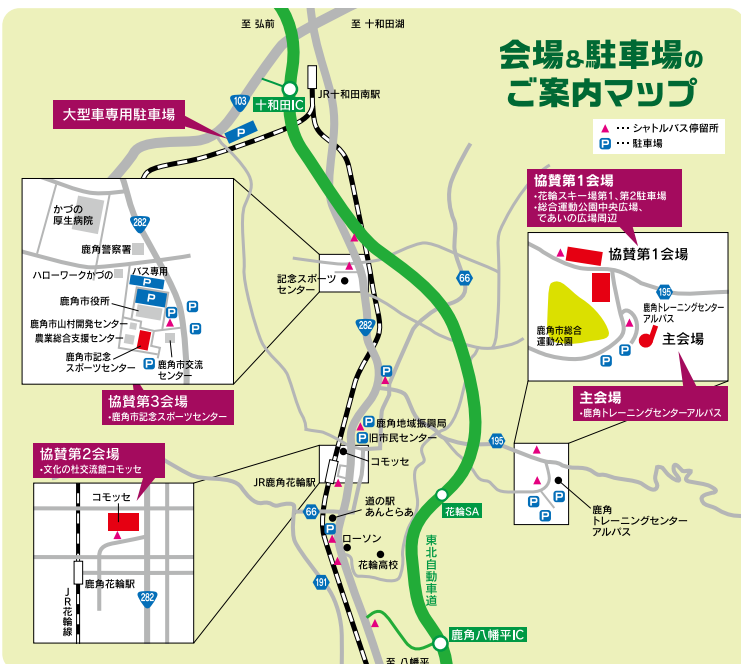 至 弘前
至 十和田湖
会場&駐車場の
ご案内マップ
▲ ・・・シャトルバス停留所
P ・・・駐車場
103
十和田IC
JR十和田南駅
大型車専用駐車場
P
かづの
厚生病院
282
鹿角警察署
ハローワークかづの
バス専用
P
P
鹿角市役所
P
P
鹿角市山村開発センター
農業総合支援センター
鹿角市記念
スポーツセンター
P
鹿角市交流
センター
協賛第3会場
・鹿角市記念スポーツセンター
記念スポーツ
センター
66
282
協賛第1会場
・花輪スキー場第1、第2駐車場
・総合運動公園中央広場、
であいの広場周辺
協賛第1会場
195
鹿角トレーニングセンター
アルパス
鹿角市総合
運動公園
主会場
P
P
主会場
・鹿角トレーニングセンターアルパス
P
P 鹿角地域振興局
P 旧市民センター
コモッセ
195
協賛第2会場
・文化の杜交流館コモッセ
コモッセ
鹿角花輪駅
JR花輪線
282
JR鹿角花輪駅
66
道の駅
あんとらあ
P
ローソン
花輪高校
191
花輪SA
東北自動車道
P
P
P
鹿角
トレーニングセンター
アルパス
鹿角八幡平IC
至 八幡平